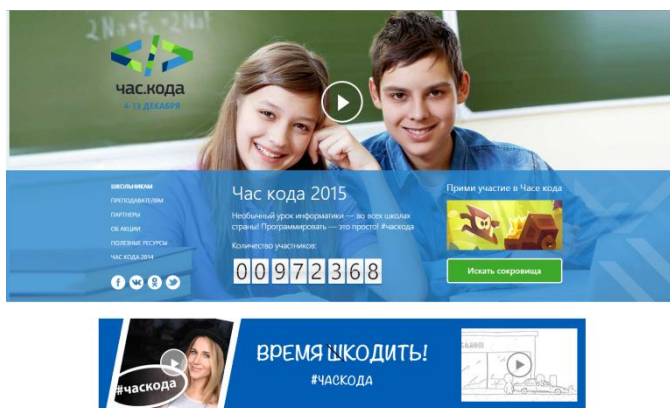 час.кода
4-13 ДЕКАБРЯ
ШКОЛЬНИКАМ
ПРЕПОДАВАТЕЛЯМ
ПАРТНЕРЫ
ОБ АКЦИИ
ПОЛЕЗНЫЕ РЕСУРСЫ
ЧАС КОДА 2014
Час кода 2015
Необычный урок информатики — во всех школах
страны! Программировать — это просто! #часкода
Количество участников:
00972368
Прими участие в Часе кода
Искать сокровища
#часкода
ВРЕМЯ ШКОДИТЬ!
#ЧАСКОДА